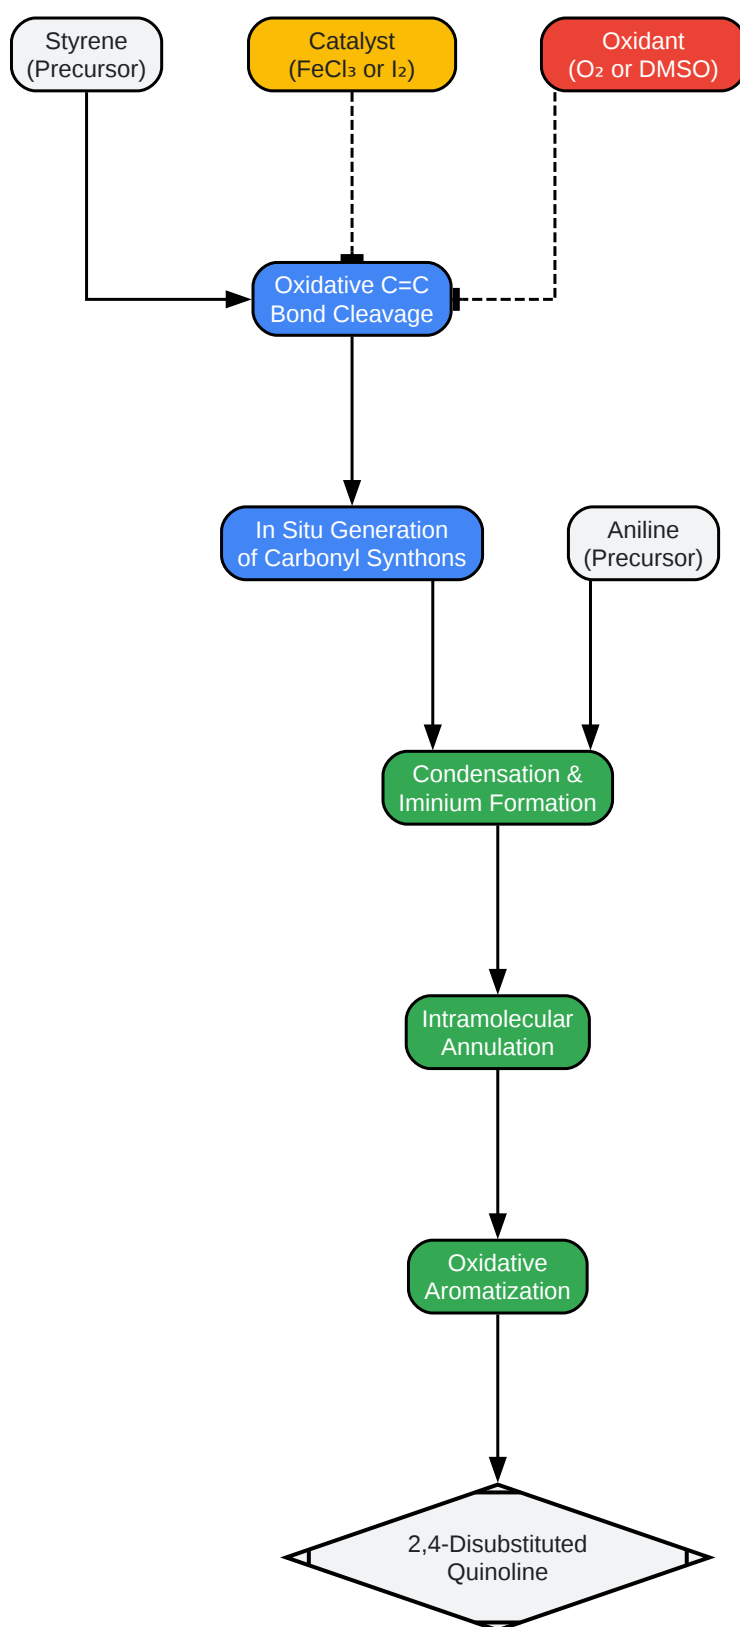 Styrene
(Precursor)
Catalyst
(FeCl₃ or I₂)
Oxidant
(O₂ or DMSO)
Oxidative C=C
Bond Cleavage
In Situ Generation
of Carbonyl Synthons
Aniline
(Precursor)
Condensation &
Iminium Formation
Intramolecular
Annulation
Oxidative
Aromatization
2,4-Disubstituted
Quinoline